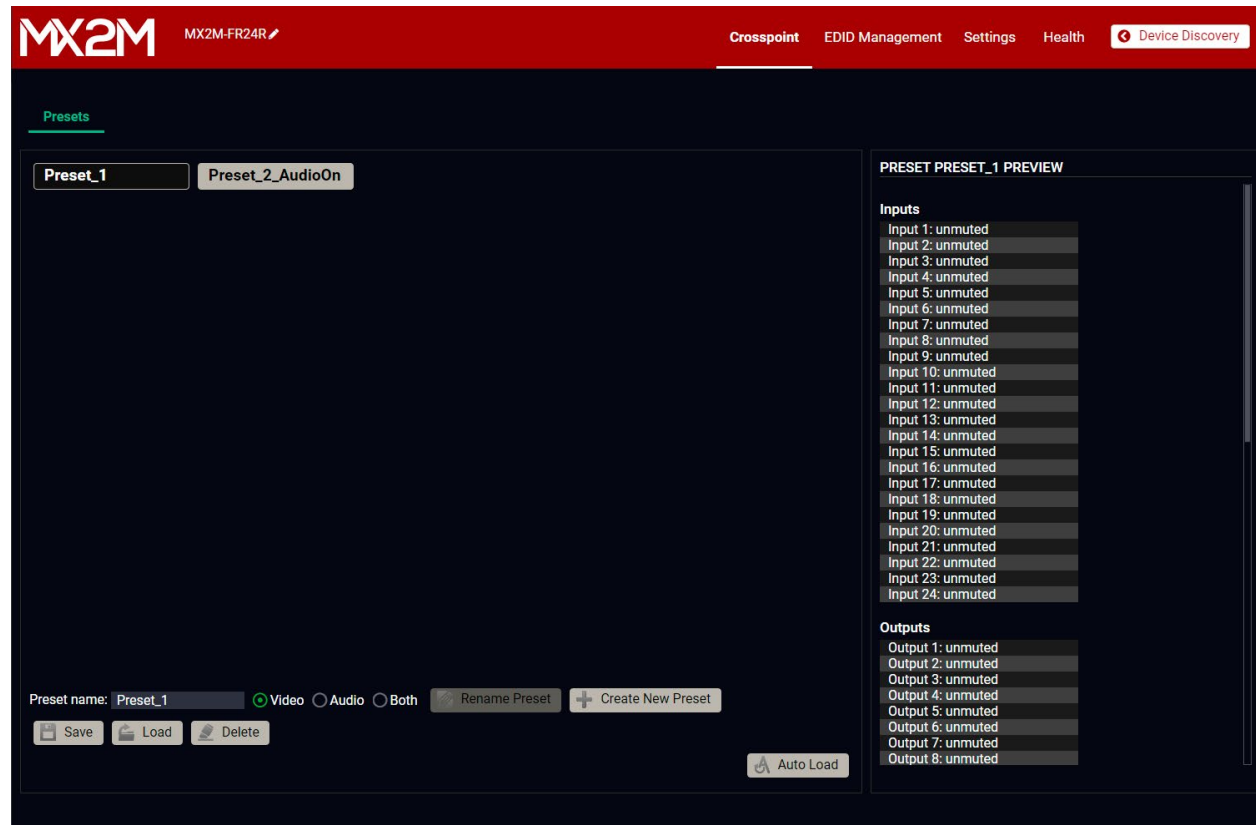 MX2M
MX2M-FR24R
Crosspoint
EDID Management
Settings
Health
Device Discovery
Presets
Preset_1
Preset_2_AudioOn
Preset name: Preset_1
Video
Audio
Both
Rename Preset
Create New Preset
Save
Load
Delete
Auto Load
PRESET PRESET_1 PREVIEW
Inputs
Input 1: unmuted
Input 2: unmuted
Input 3: unmuted
Input 4: unmuted
Input 5: unmuted
Input 6: unmuted
Input 7: unmuted
Input 8: unmuted
Input 9: unmuted
Input 10: unmuted
Input 11: unmuted
Input 12: unmuted
Input 13: unmuted
Input 14: unmuted
Input 15: unmuted
Input 16: unmuted
Input 17: unmuted
Input 18: unmuted
Input 19: unmuted
Input 20: unmuted
Input 21: unmuted
Input 22: unmuted
Input 23: unmuted
Input 24: unmuted
Outputs
Output 1: unmuted
Output 2: unmuted
Output 3: unmuted
Output 4: unmuted
Output 5: unmuted
Output 6: unmuted
Output 7: unmuted
Output 8: unmuted